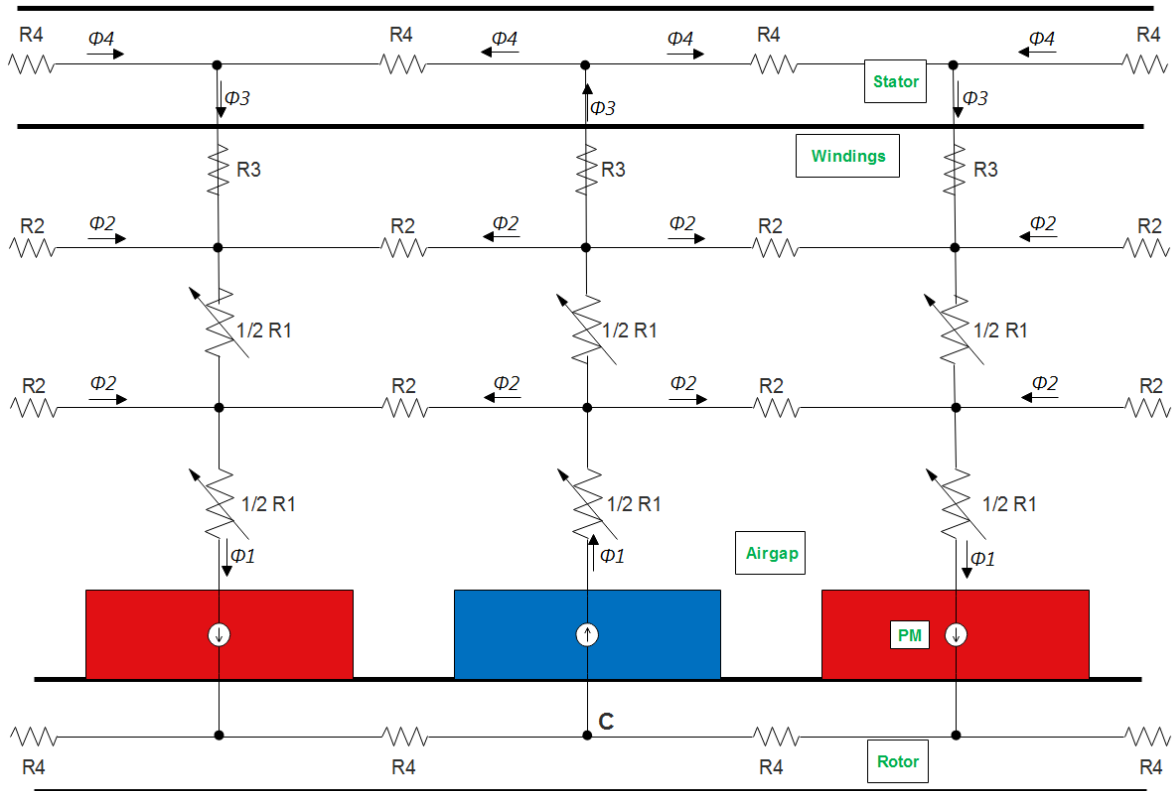 R4 Φ4 R4 Φ4 Φ4 R4 Φ4 R4
Stator
Φ3 Φ3 Φ3
Windings
R3 R3 R3
R2 Φ2 R2 Φ2 Φ2 R2 Φ2 R2
1/2 R1 1/2 R1 1/2 R1
R2 Φ2 R2 Φ2 Φ2 R2 Φ2 R2
1/2 R1 1/2 R1 1/2 R1
Φ1 Φ1 Airgap Φ1
PM
C
R4 R4 R4 Rotor R4